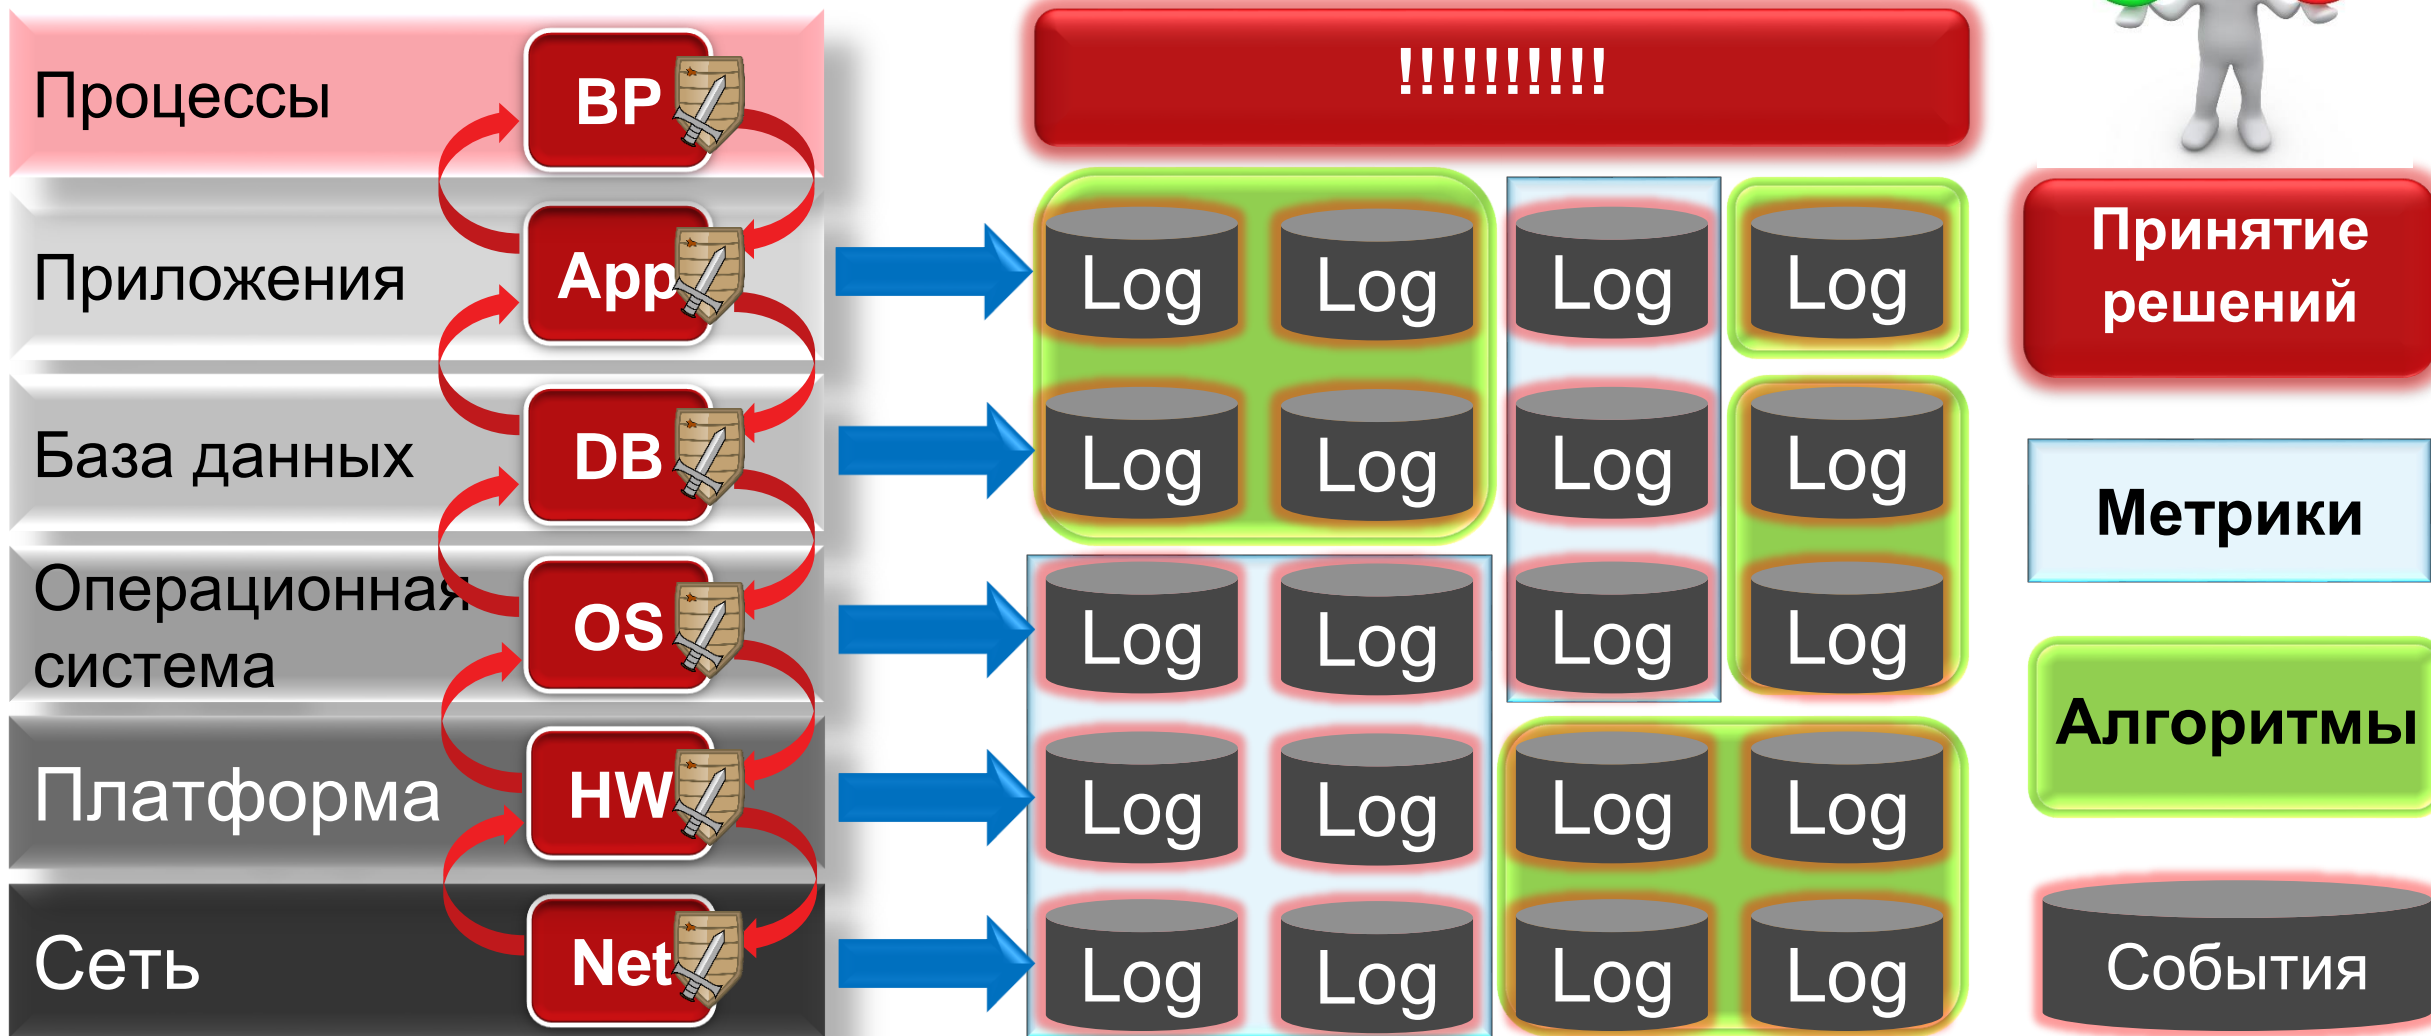 Процессы
BP
!!!!!!!!!!
Приложения
App
Log Log Log Log
Принятие
решений
База данных
DB
Log Log Log Log
Метрики
Операционная
система
OS
Log Log Log Log
Алгоритмы
Платформа
HW
Log Log Log Log
Сеть
Net
Log Log Log Log
События